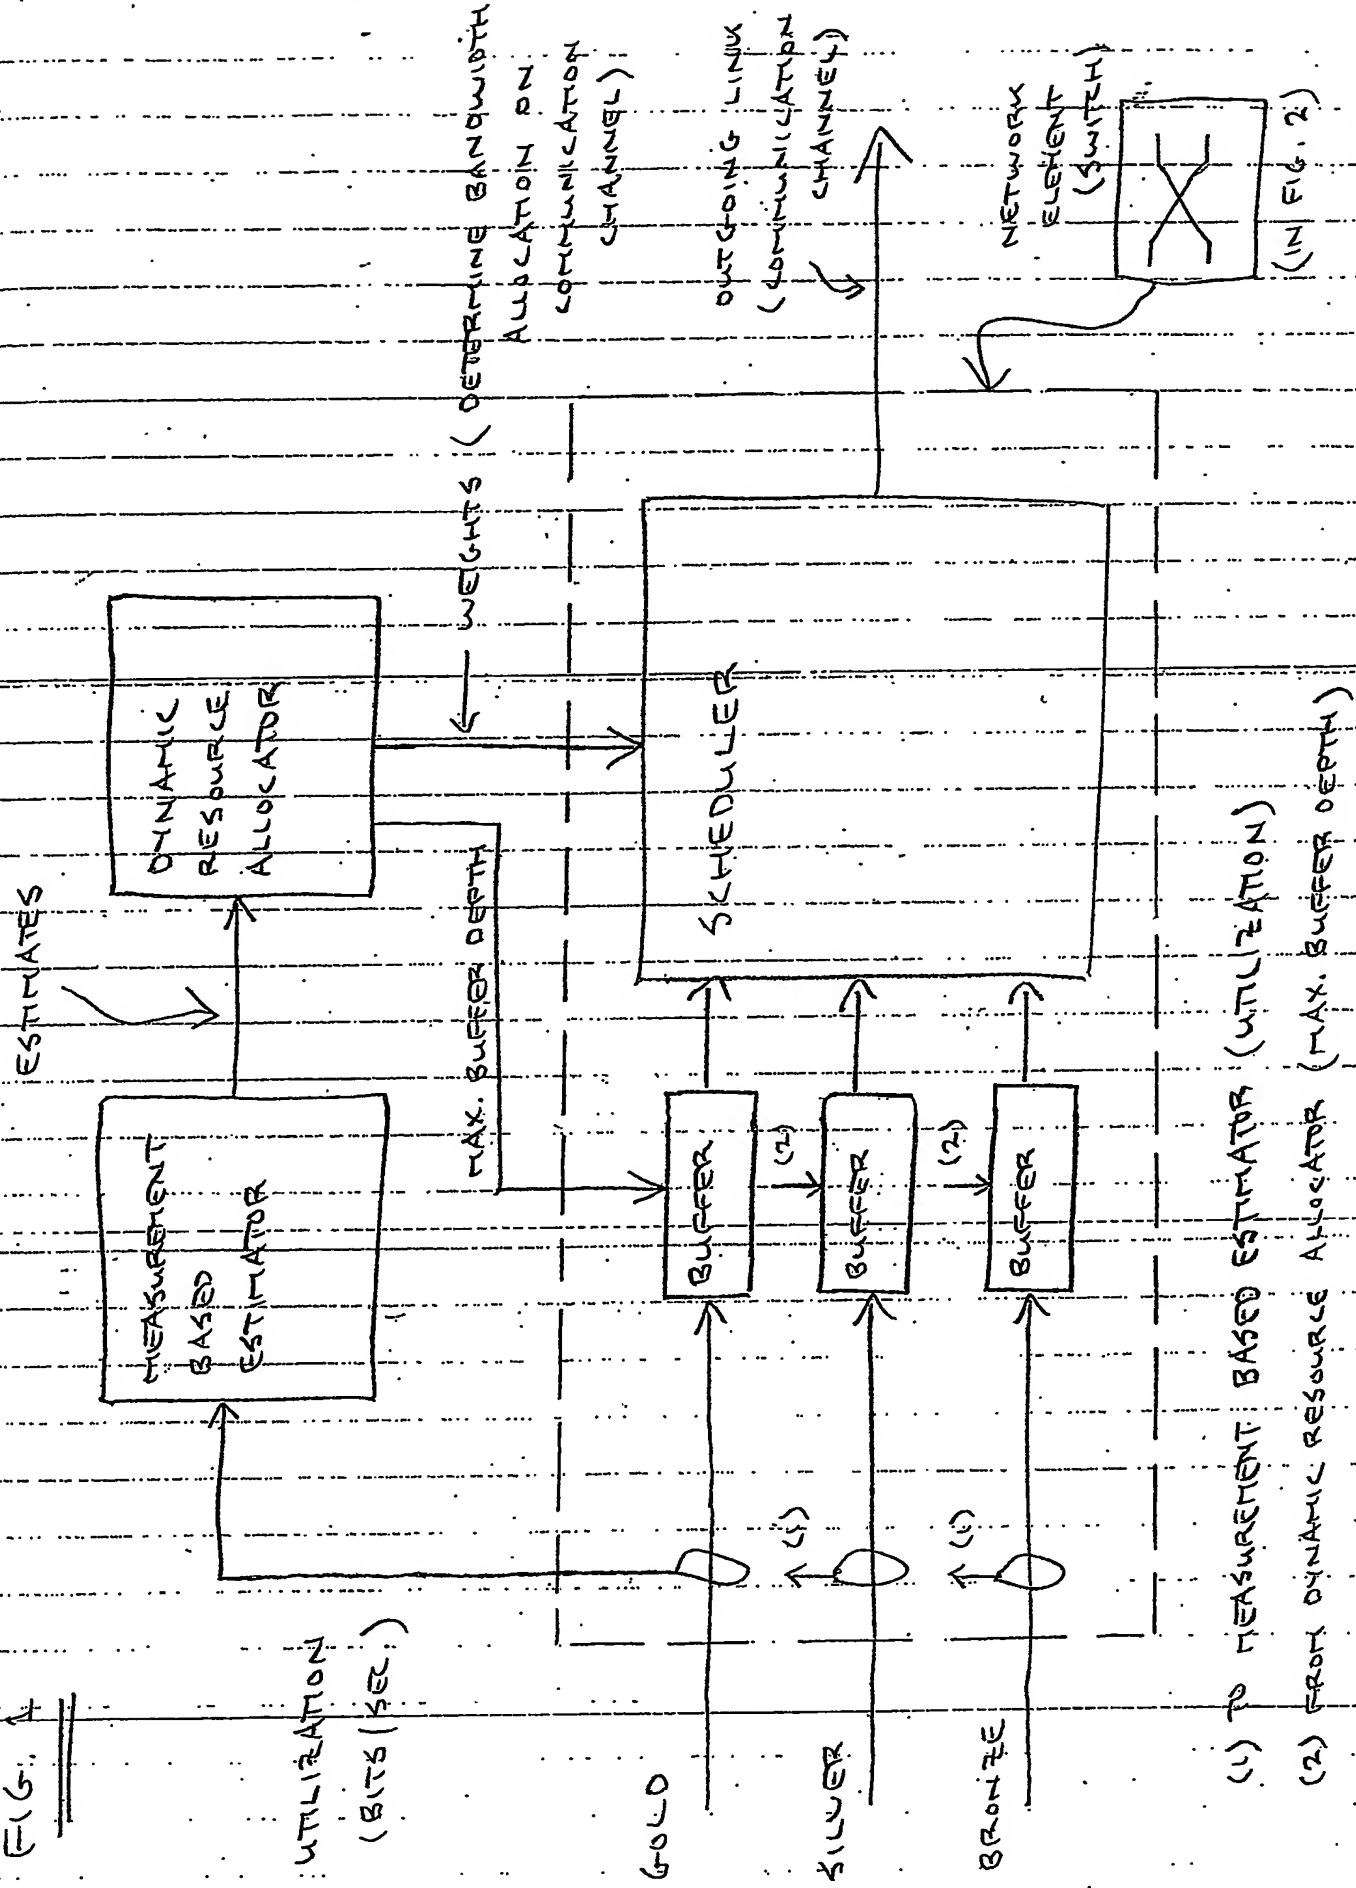 FIG. 4
UTILIZATION
(BITS/SEC.)
ESTIMATES
MEASUREMENT
BASED
ESTIMATOR
DYNAMIC
RESOURCE
ALLOCATOR
MAX. BUFFER DEPTH
WEIGHTS (DETERMINE BANDWIDTH
ALLOCATION ON
COMMUNICATION
CHANNEL)
GOLD
BUFFER
SCHEDULER
OUTGOING LINK
(COMMUNICATION
CHANNEL)
(1)
(2)
SILVER
BUFFER
(1)
(2)
BRONZE
BUFFER
NETWORK
ELEMENT
(SWITCH)
(IN FIG. 2)
(1) TO MEASUREMENT BASED ESTIMATOR (UTILIZATION)
(2) FROM DYNAMIC RESOURCE ALLOCATOR (MAX. BUFFER DEPTH)